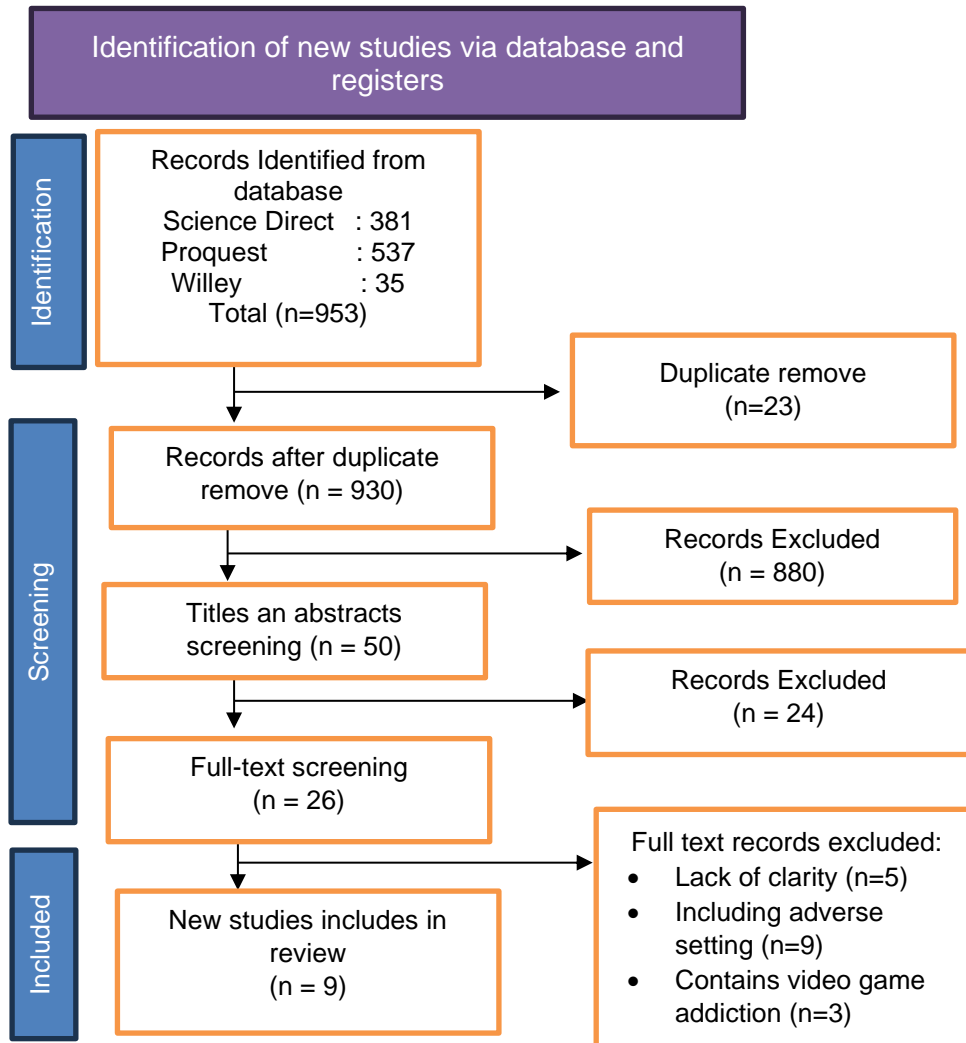 Identification of new studies via database and
registers
Identification
Records Identified from
database
Science Direct : 381
Proquest : 537
Willey : 35
Total (n=953)
Duplicate remove
(n=23)
Screening
Records after duplicate
remove (n = 930)
Records Excluded
(n = 880)
Titles an abstracts
screening (n = 50)
Records Excluded
(n = 24)
Full-text screening
(n = 26)
Full text records excluded:
• Lack of clarity (n=5)
• Including adverse
setting (n=9)
• Contains video game
addiction (n=3)
Included
New studies includes in
review
(n = 9)